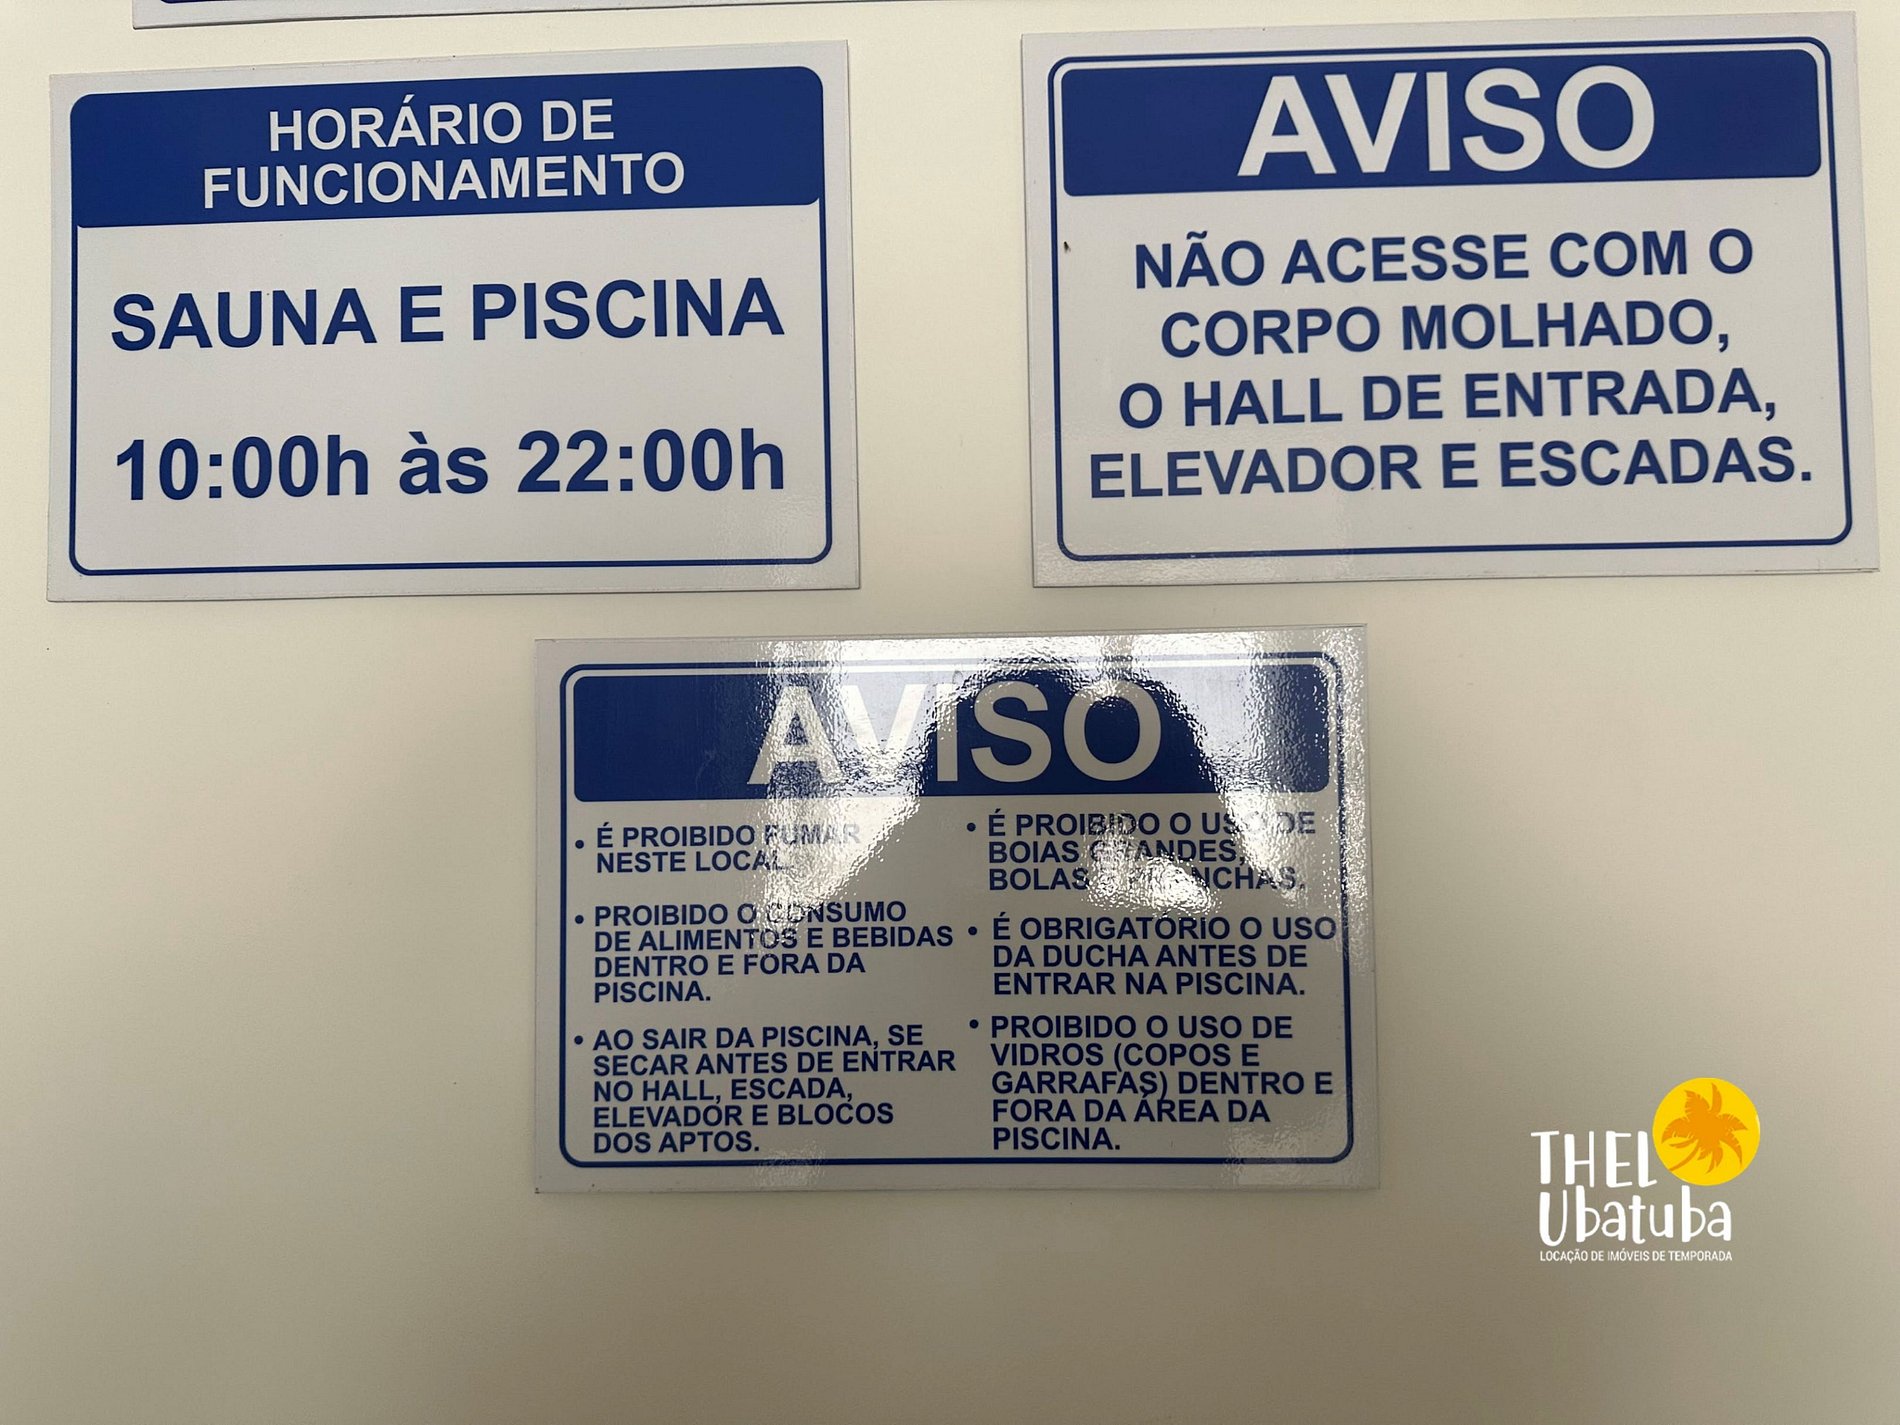 HORÁRIO DE
FUNCIONAMENTO
SAUNA E PISCINA
10:00h às 22:00h
AVISO
NÃO ACESSE COM O
CORPO MOLHADO,
O HALL DE ENTRADA,
ELEVADOR E ESCADAS.
AVISO
• É PROIBIDO FUMAR
NESTE LOCAL.
• PROIBIDO O CONSUMO
DE ALIMENTOS E BEBIDAS
DENTRO E FORA DA
PISCINA.
• AO SAIR DA PISCINA, SE
SECAR ANTES DE ENTRAR
NO HALL, ESCADA,
ELEVADOR E BLOCOS
DOS APTOS.
• É PROIBIDO O USO DE
BOIAS GRANDES,
BOLAS E PRANCHAS.
• É OBRIGATÓRIO O USO
DA DUCHA ANTES DE
ENTRAR NA PISCINA.
• PROIBIDO O USO DE
VIDROS (COPOS E
GARRAFAS) DENTRO E
FORA DA ÁREA DA
PISCINA.
THEL
Ubatuba
LOCAÇÃO DE IMÓVEIS DE TEMPORADA